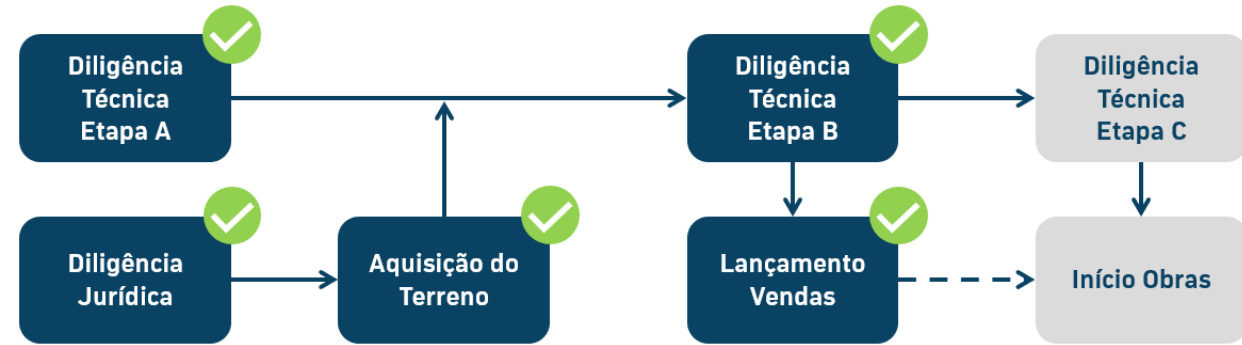 Diligência
Técnica
Etapa A
Diligência
Técnica
Etapa B
Diligência
Técnica
Etapa C
Diligência
Jurídica
Aquisição do
Terreno
Lançamento
Vendas
Início Obras